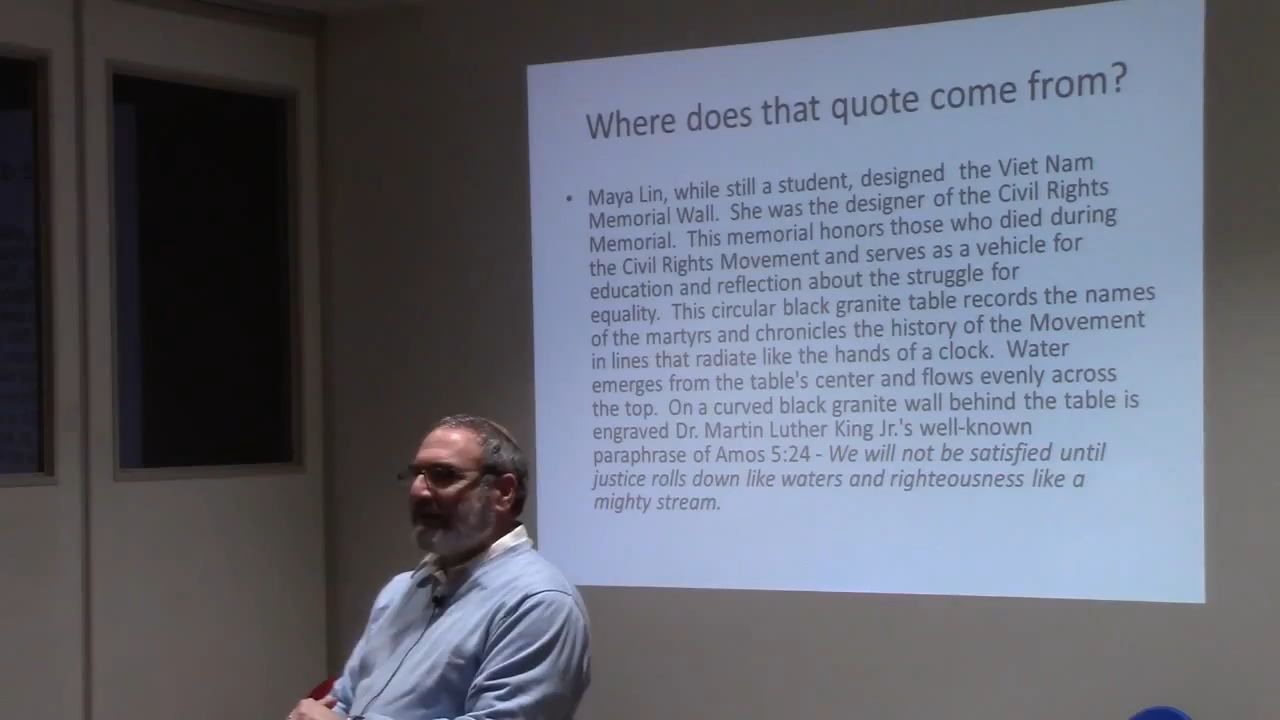 Where does that quote come from?
• Maya Lin, while still a student, designed the Viet Nam
Memorial Wall. She was the designer of the Civil Rights
Memorial. This memorial honors those who died during
the Civil Rights Movement and serves as a vehicle for
education and reflection about the struggle for
equality. This circular black granite table records the names
of the martyrs and chronicles the history of the Movement
in lines that radiate like the hands of a clock. Water
emerges from the table's center and flows evenly across
the top. On a curved black granite wall behind the table is
engraved Dr. Martin Luther King Jr.'s well-known
paraphrase of Amos 5:24 - We will not be satisfied until
justice rolls down like waters and righteousness like a
mighty stream.